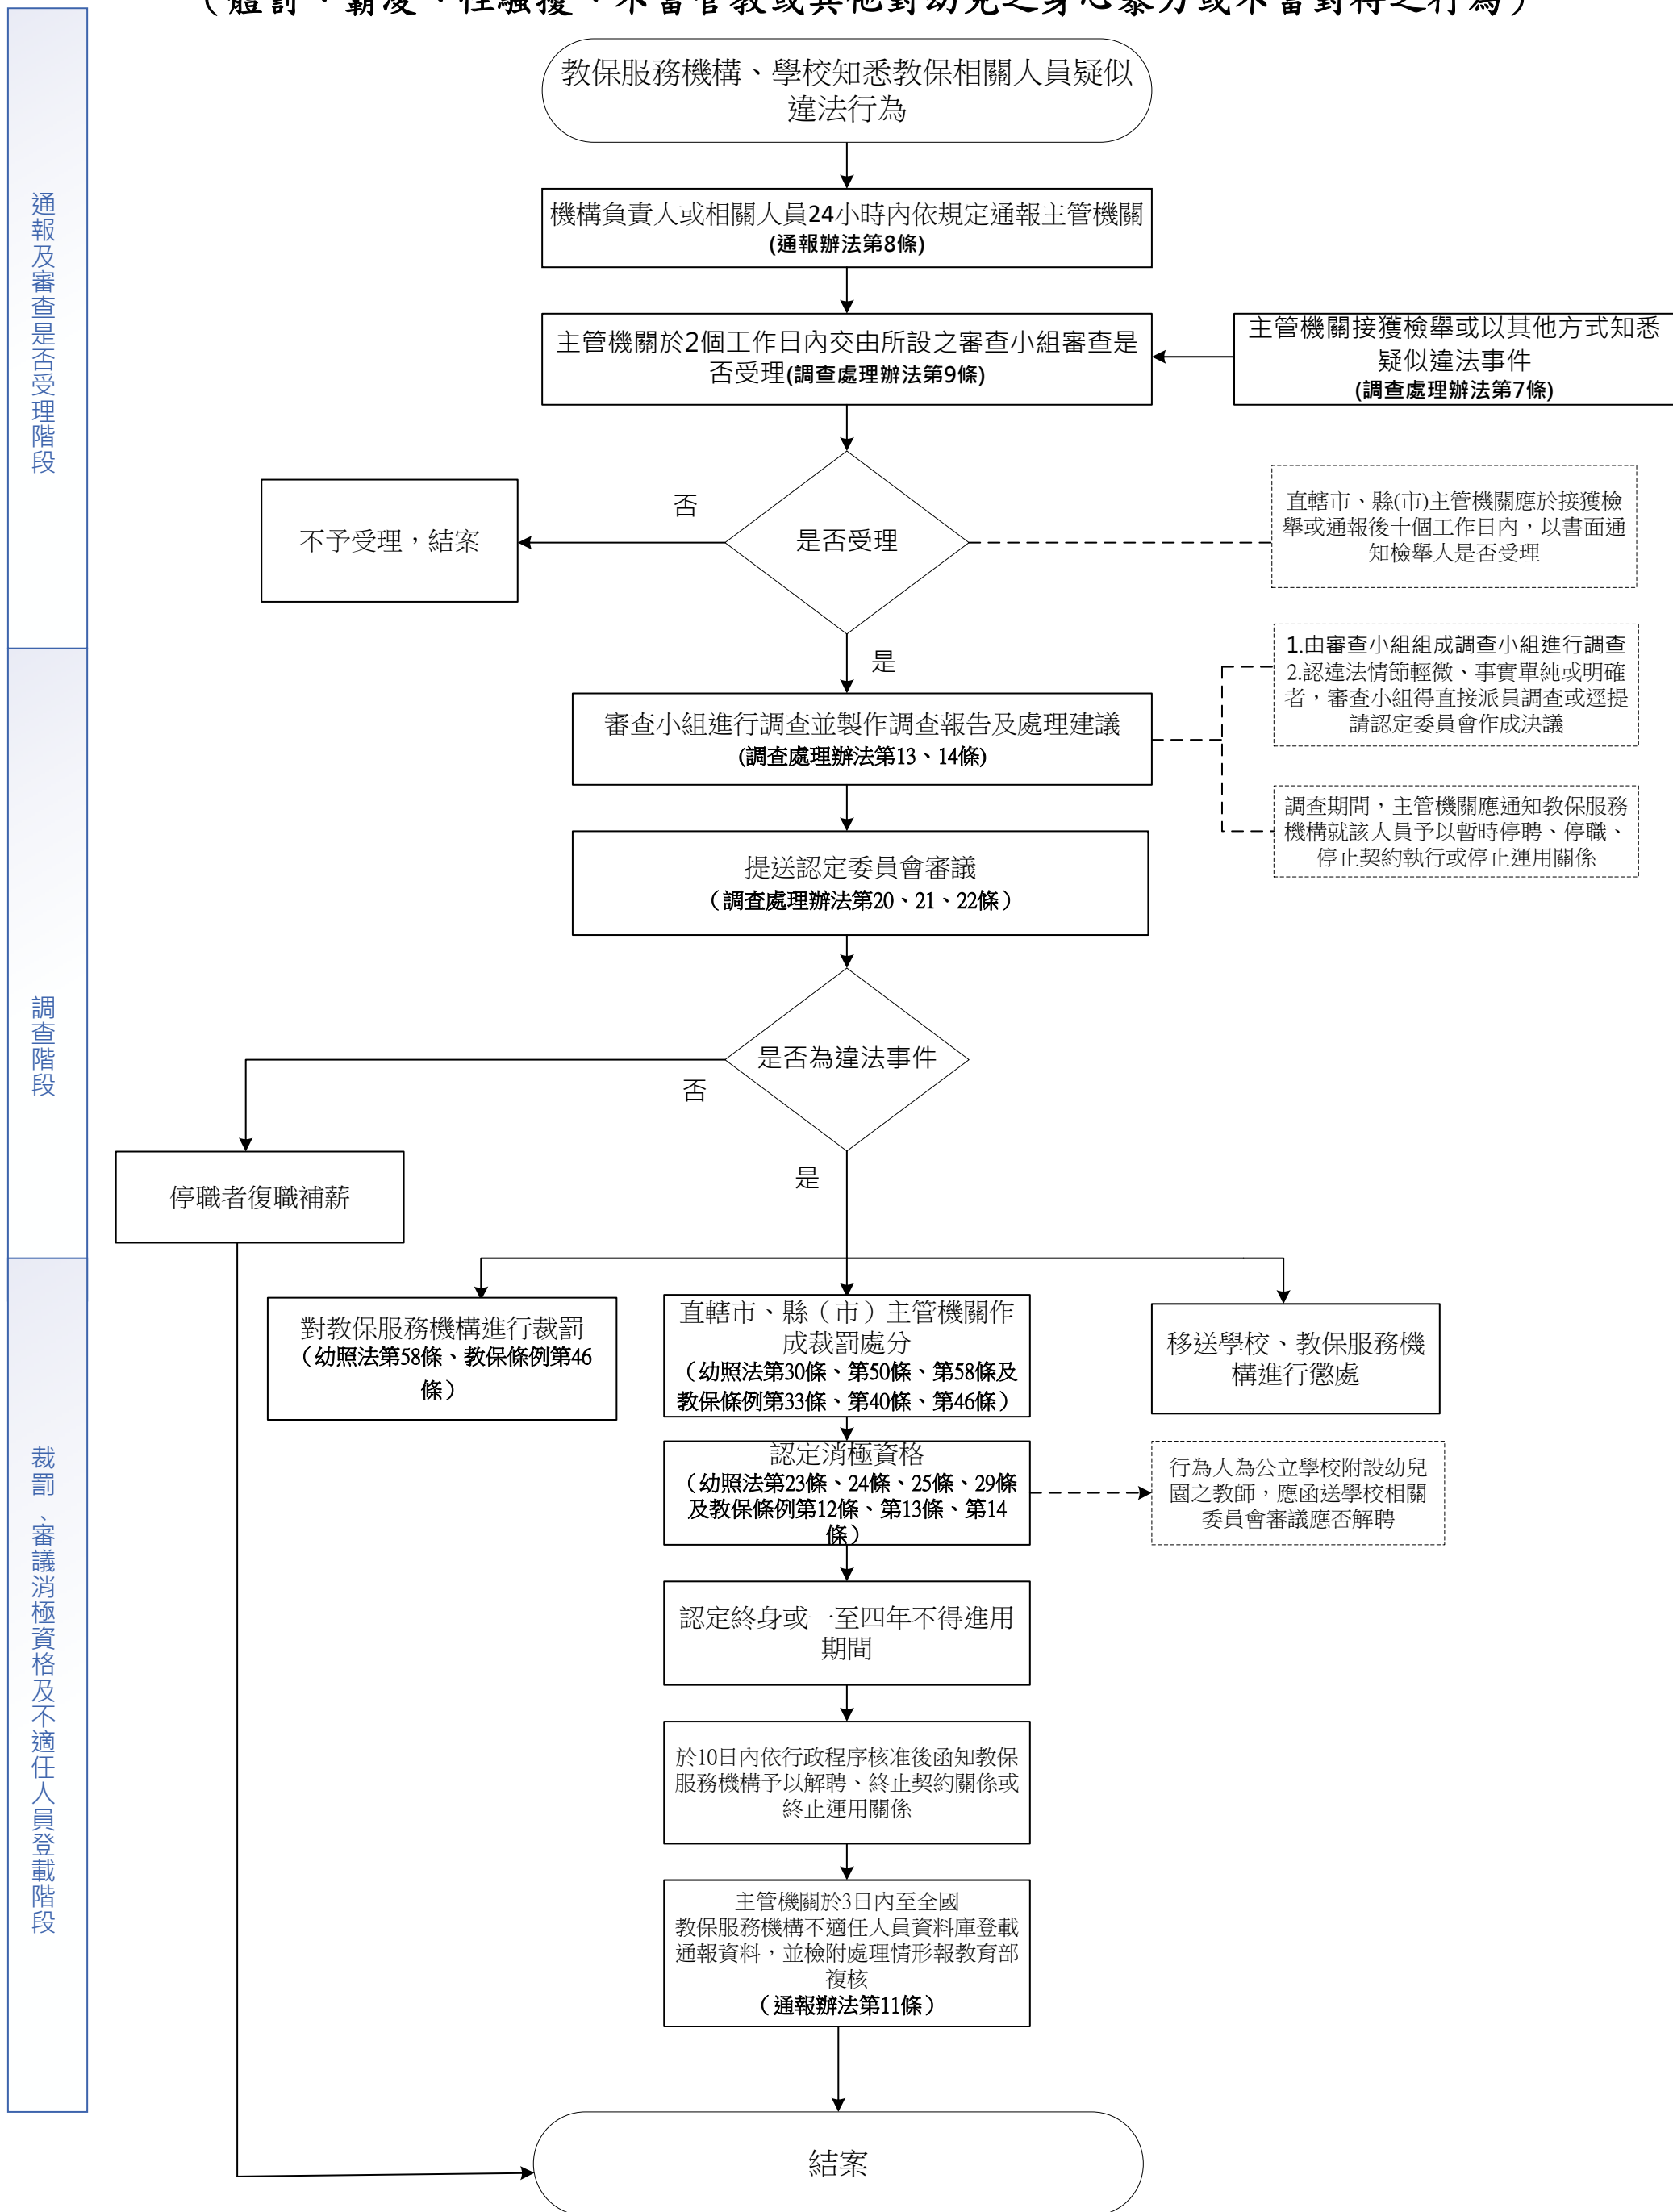 （體罰、霸凌、性騷擾、不當管教或其他對幼兒之身心暴力或不當對待之行為）
教保服務機構、學校知悉教保相關人員疑似
違法行為
機構負責人或相關人員24小時內依規定通報主管機關
(通報辦法第8條)
主管機關於2個工作日內交由所設之審查小組審查是
否受理(調查處理辦法第9條)
主管機關接獲檢舉或以其他方式知悉
疑似違法事件
(調查處理辦法第7條)
通報及審查是否受理階段
否
不予受理，結案
是否受理
直轄市、縣(市)主管機關應於接獲檢
舉或通報後十個工作日內，以書面通
知檢舉人是否受理
是
審查小組進行調查並製作調查報告及處理建議
(調查處理辦法第13、14條)
1.由審查小組組成調查小組進行調查
2.認違法情節輕微、事實單純或明確
者，審查小組得直接派員調查或逕提
請認定委員會作成決議
調查期間，主管機關應通知教保服務
機構就該人員予以暫時停聘、停職、
停止契約執行或停止運用關係
提送認定委員會審議
（調查處理辦法第20、21、22條）
調查階段
是否為違法事件
否
是
停職者復職補薪
對教保服務機構進行裁罰
（幼照法第58條、教保條例第46
條）
直轄市、縣（市）主管機關作
成裁罰處分
（幼照法第30條、第50條、第58條及
教保條例第33條、第40條、第46條）
移送學校、教保服務機
構進行懲處
認定消極資格
（幼照法第23條、24條、25條、29條
及教保條例第12條、第13條、第14
條）
行為人為公立學校附設幼兒
園之教師，應函送學校相關
委員會審議應否解聘
裁罰、審議消極資格及不適任人員登載階段
認定終身或一至四年不得進用
期間
於10日內依行政程序核准後函知教保
服務機構予以解聘、終止契約關係或
終止運用關係
主管機關於3日內至全國
教保服務機構不適任人員資料庫登載
通報資料，並檢附處理情形報教育部
複核
（通報辦法第11條）
結案